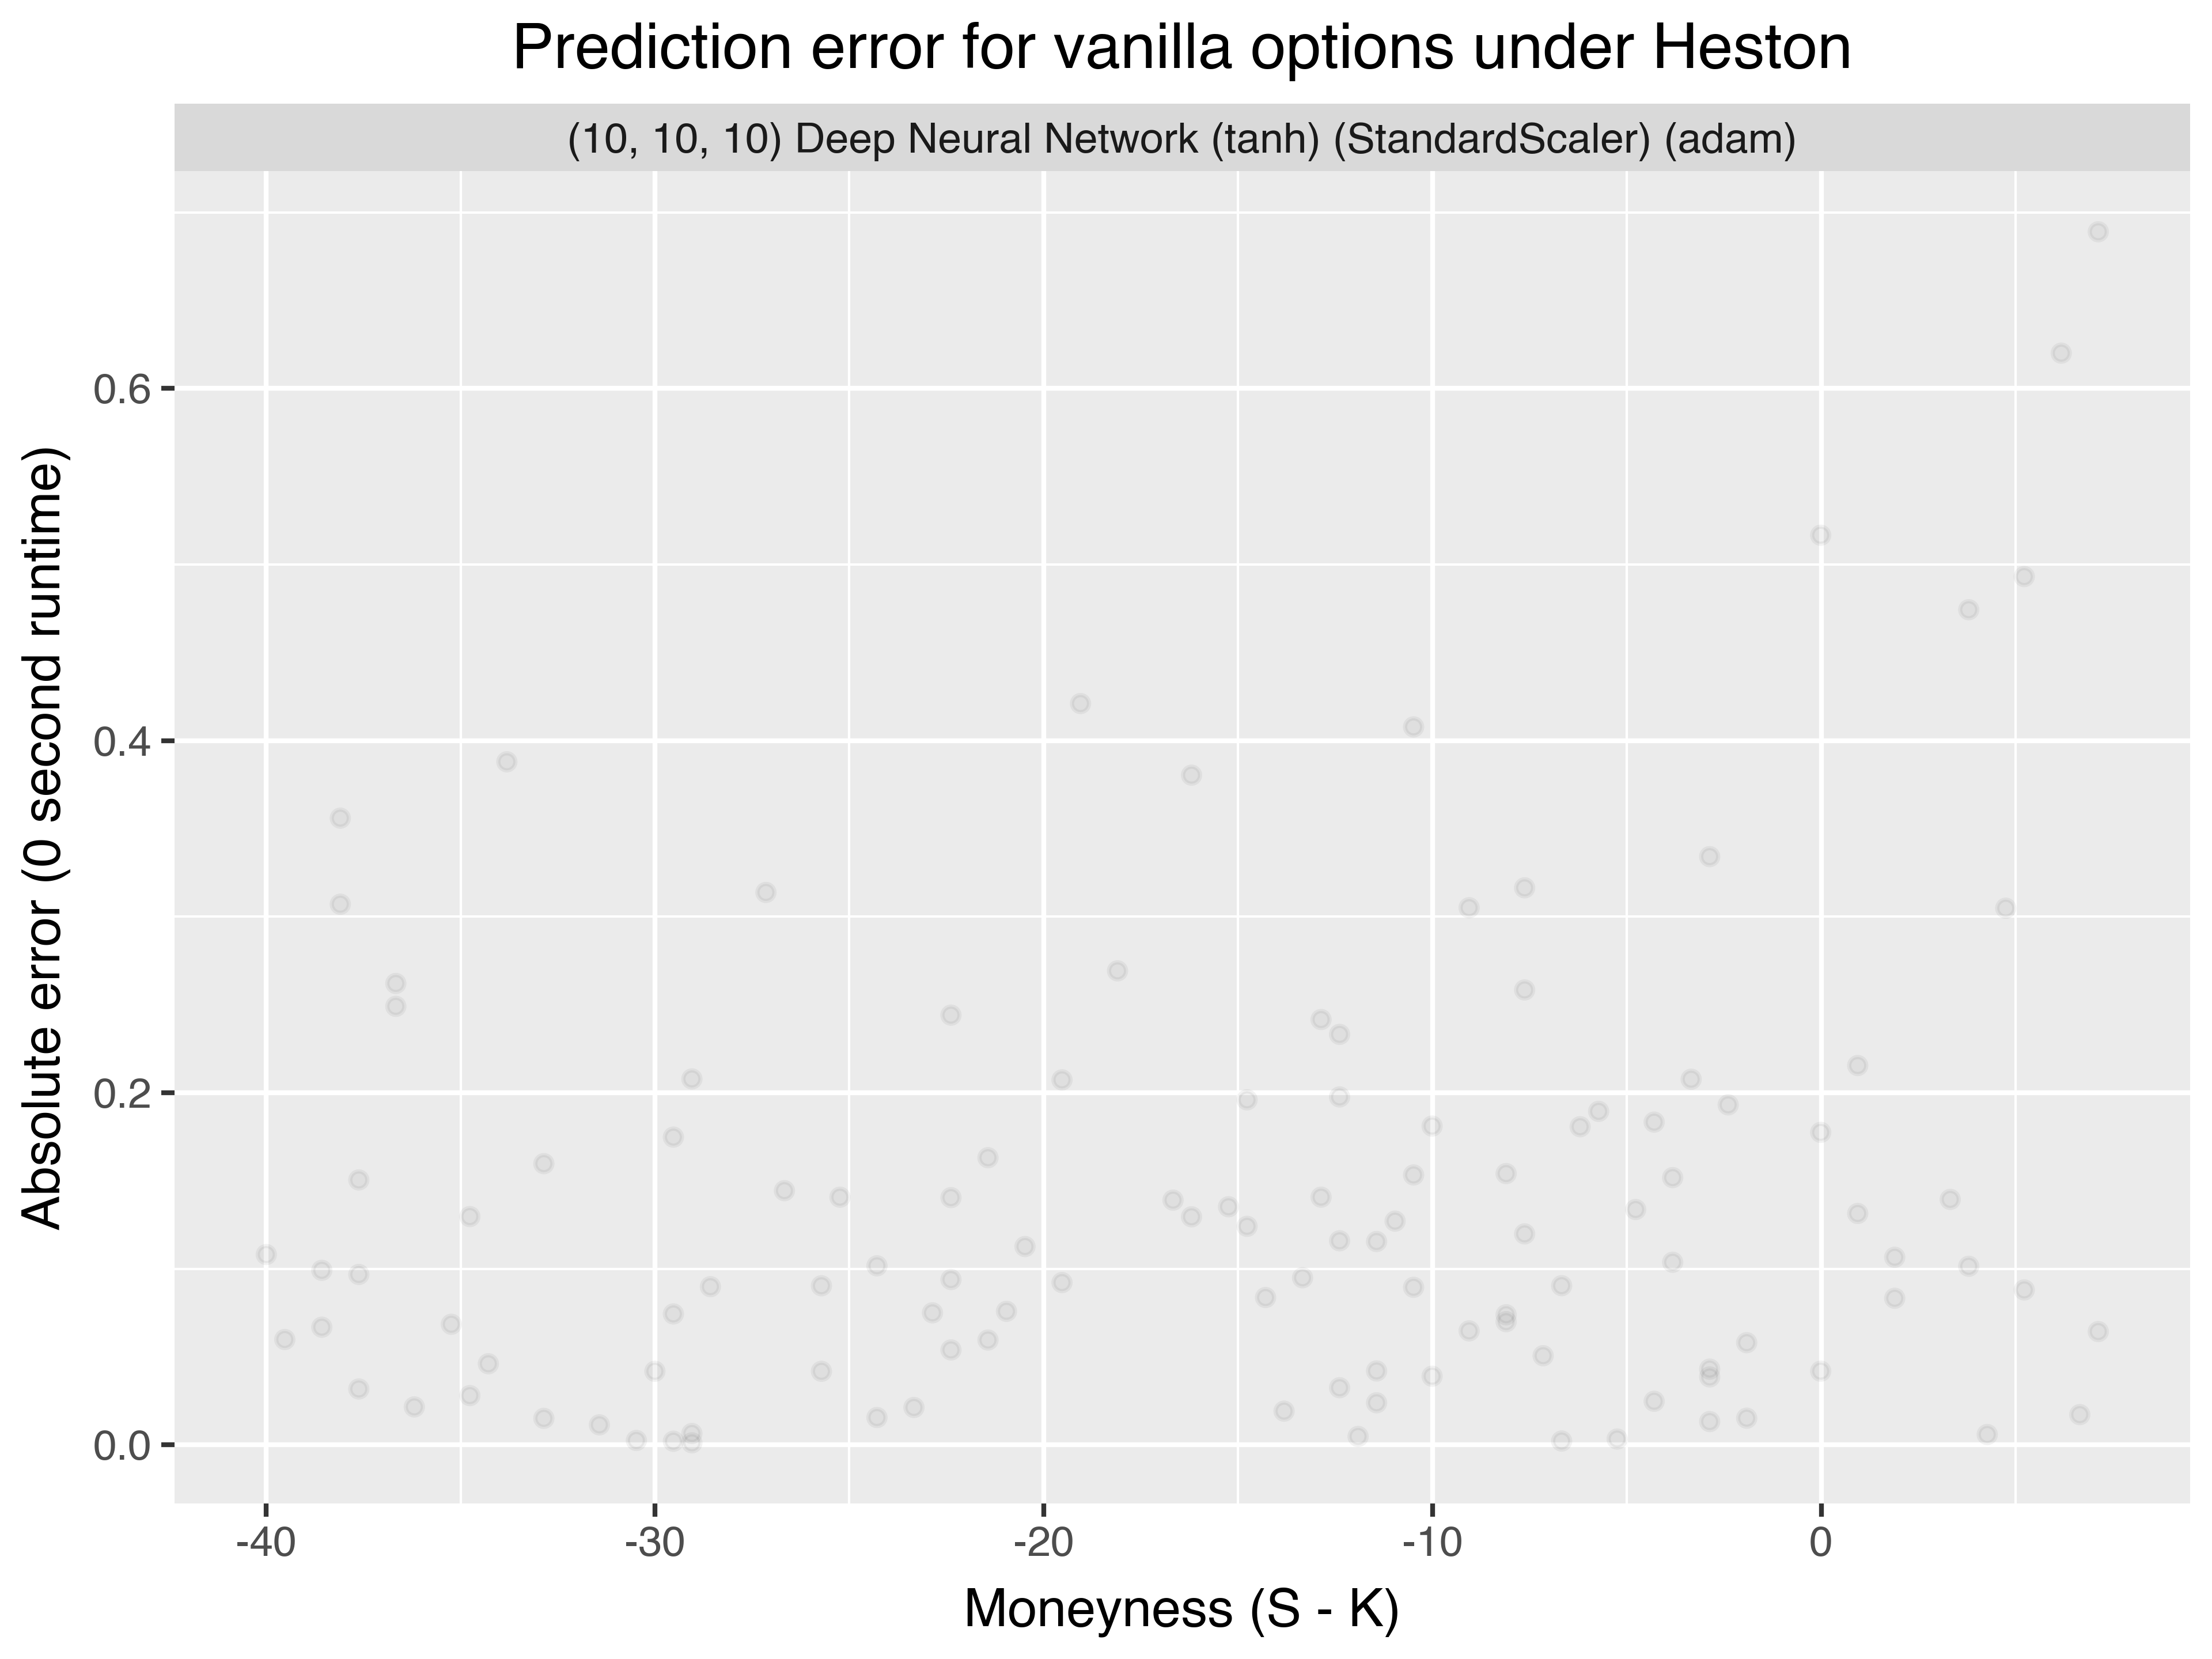 Prediction error for vanilla options under Heston
(10, 10, 10) Deep Neural Network (tanh) (StandardScaler) (adam)
Absolute error (0 second runtime)
0.6
0.4
0.2
0.0
-40 -30 -20 -10 0
Moneyness (S - K)